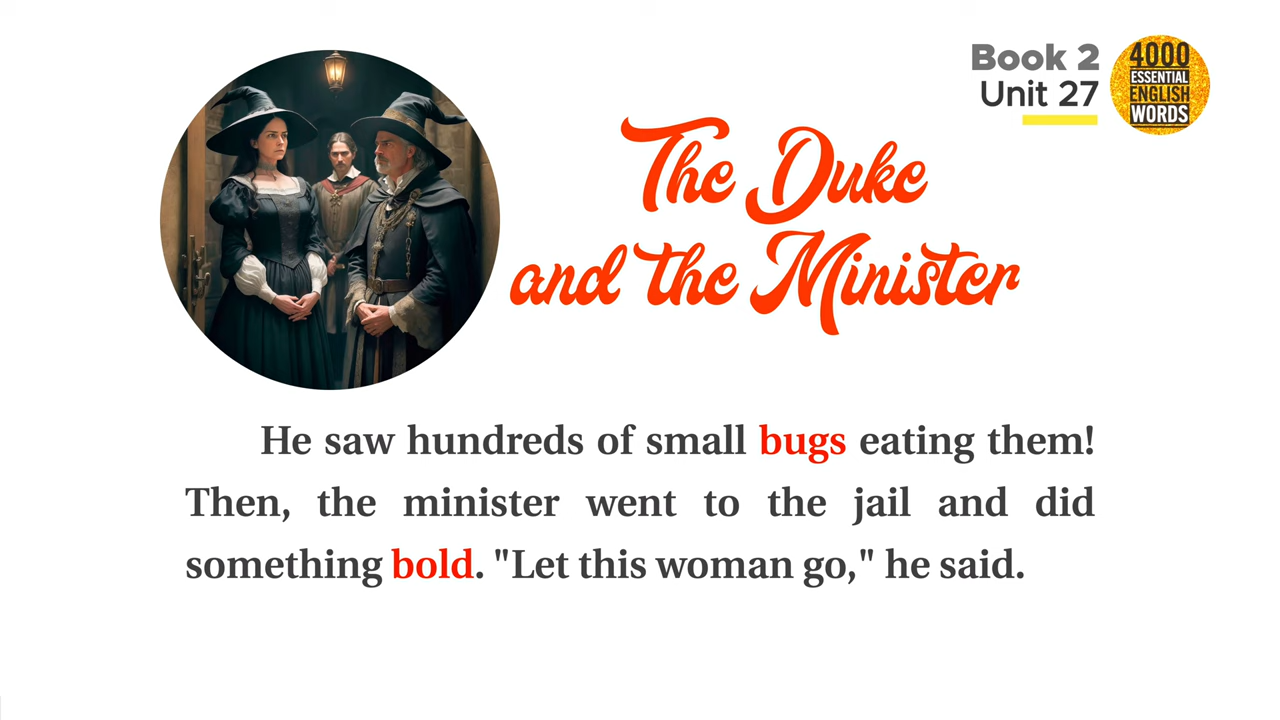 Book 2
Unit 27
4000
ESSENTIAL
ENGLISH
WORDS
The Duke
and the Minister
He saw hundreds of small bugs eating them!
Then, the minister went to the jail and did
something bold. "Let this woman go," he said.